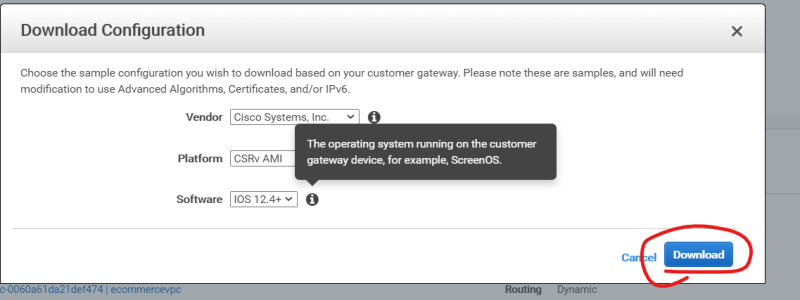 Download Configuration
Choose the sample configuration you wish to download based on your customer gateway. Please note these are samples, and will need
modification to use Advanced Algorithms, Certificates, and/or IPv6.
Vendor Cisco Systems, Inc.
The operating system running on the customer
gateway device, for example, ScreenOS.
Platform CSRv AMI
Software IOS 12.4+
Cancel Download
c-0060a61da21def474 | ecommercevpc Routing Dynamic